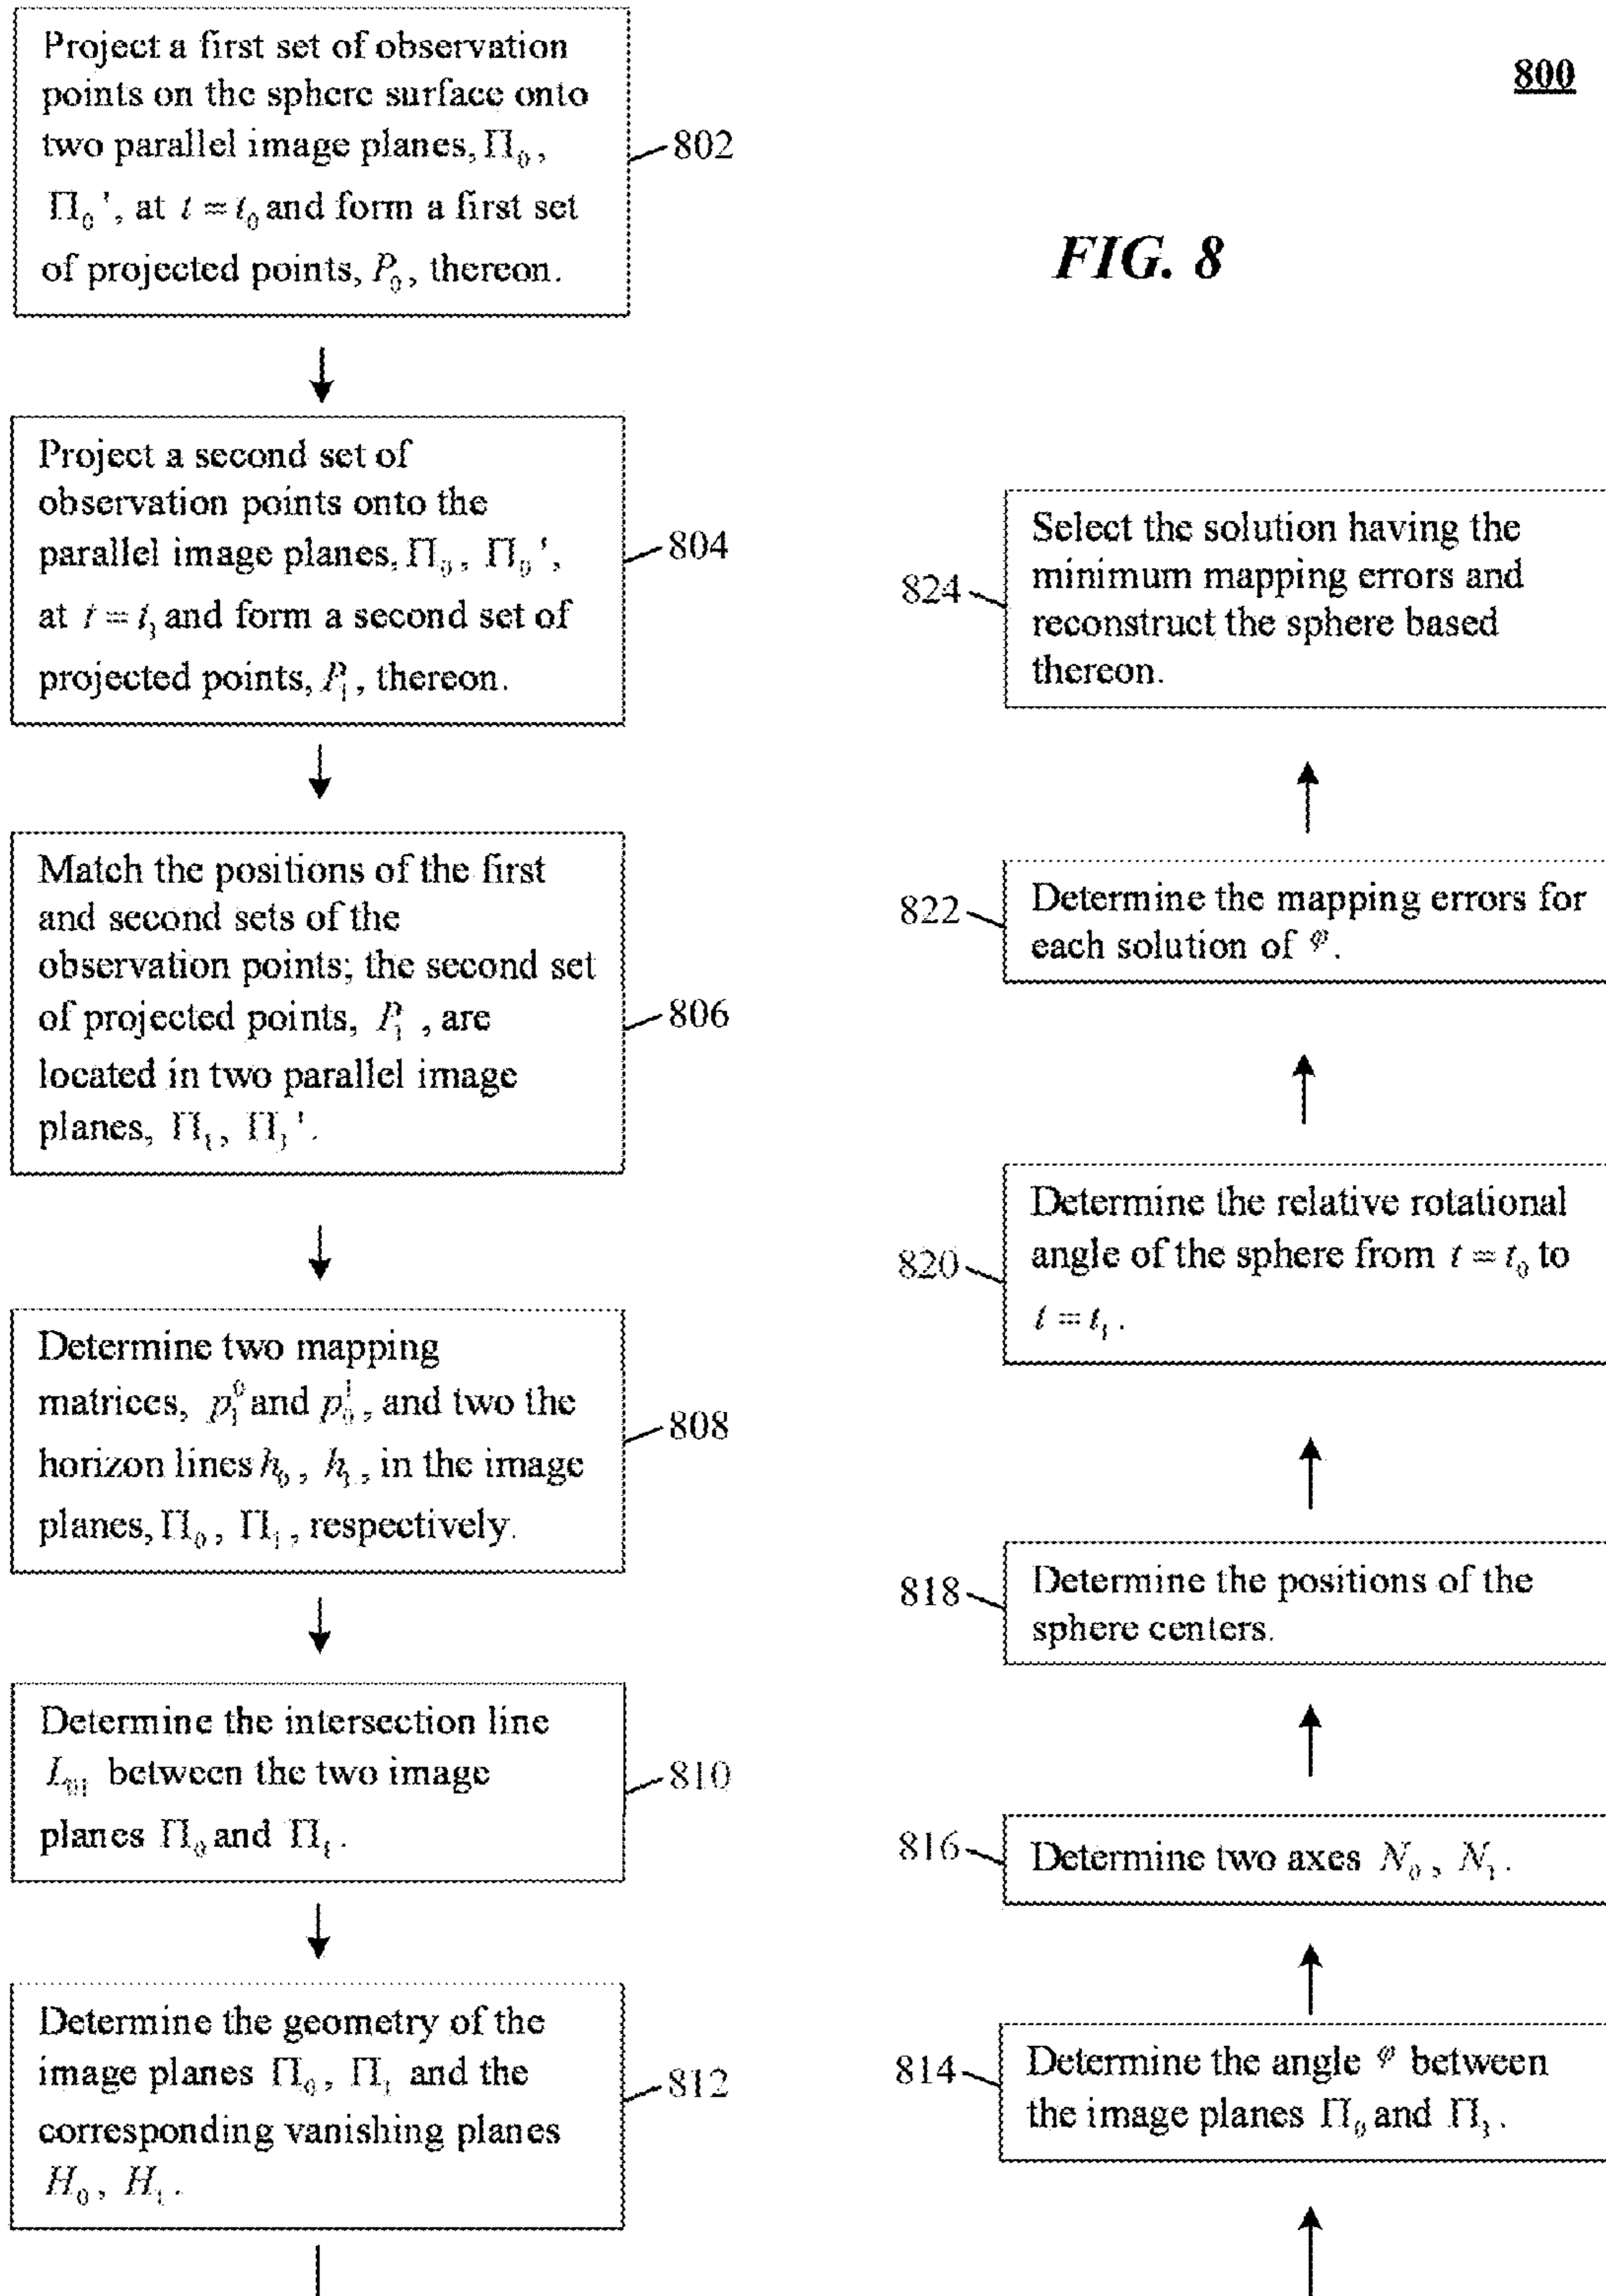 800
FIG. 8
Project a first set of observation
points on the sphere surface onto
two parallel image planes, Π₀,
Π₀', at t = t₀ and form a first set
of projected points, P₀, thereon.
802
Project a second set of
observation points onto the
parallel image planes, Π₀, Π₀',
at t = t₁ and form a second set of
projected points, P₁, thereon.
804
Match the positions of the first
and second sets of the
observation points; the second set
of projected points, P₁, are
located in two parallel image
planes, Π₁, Π₁'.
806
Determine two mapping
matrices, p₁⁰ and p₀¹, and two the
horizon lines h₀, h₁, in the image
planes, Π₀, Π₁, respectively.
808
Determine the intersection line
L₀₁ between the two image
planes Π₀ and Π₁.
810
Determine the geometry of the
image planes Π₀, Π₁ and the
corresponding vanishing planes
H₀, H₁.
812
Determine the angle φ between
the image planes Π₀ and Π₁.
814
Determine two axes N₀, N₁.
816
Determine the positions of the
sphere centers.
818
Determine the relative rotational
angle of the sphere from t = t₀ to
t = t₁.
820
Determine the mapping errors for
each solution of φ.
822
Select the solution having the
minimum mapping errors and
reconstruct the sphere based
thereon.
824